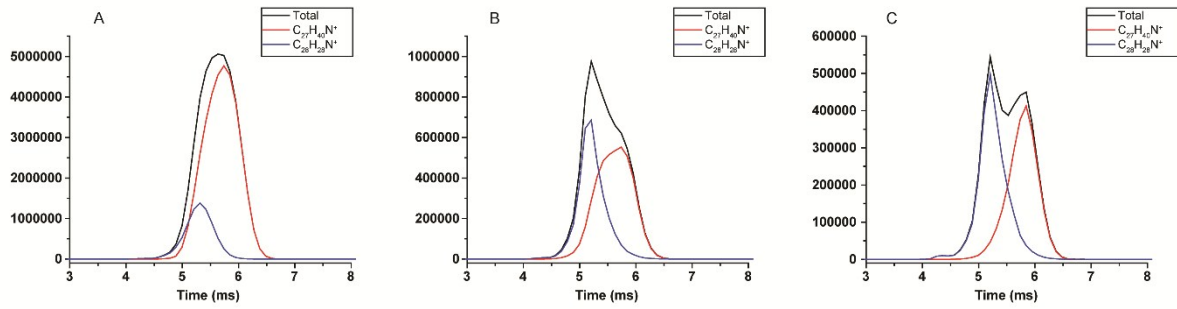 A
Total
C₂₇H₄₀N⁺
C₂₈H₂₈N⁺
5000000
4000000
3000000
2000000
1000000
0
3 4 5 6 7 8
Time (ms)
B
Total
C₂₇H₄₀N⁺
C₂₈H₂₈N⁺
1000000
800000
600000
400000
200000
0
3 4 5 6 7 8
Time (ms)
C
Total
C₂₇H₄₀N⁺
C₂₈H₂₈N⁺
600000
500000
400000
300000
200000
100000
0
3 4 5 6 7 8
Time (ms)